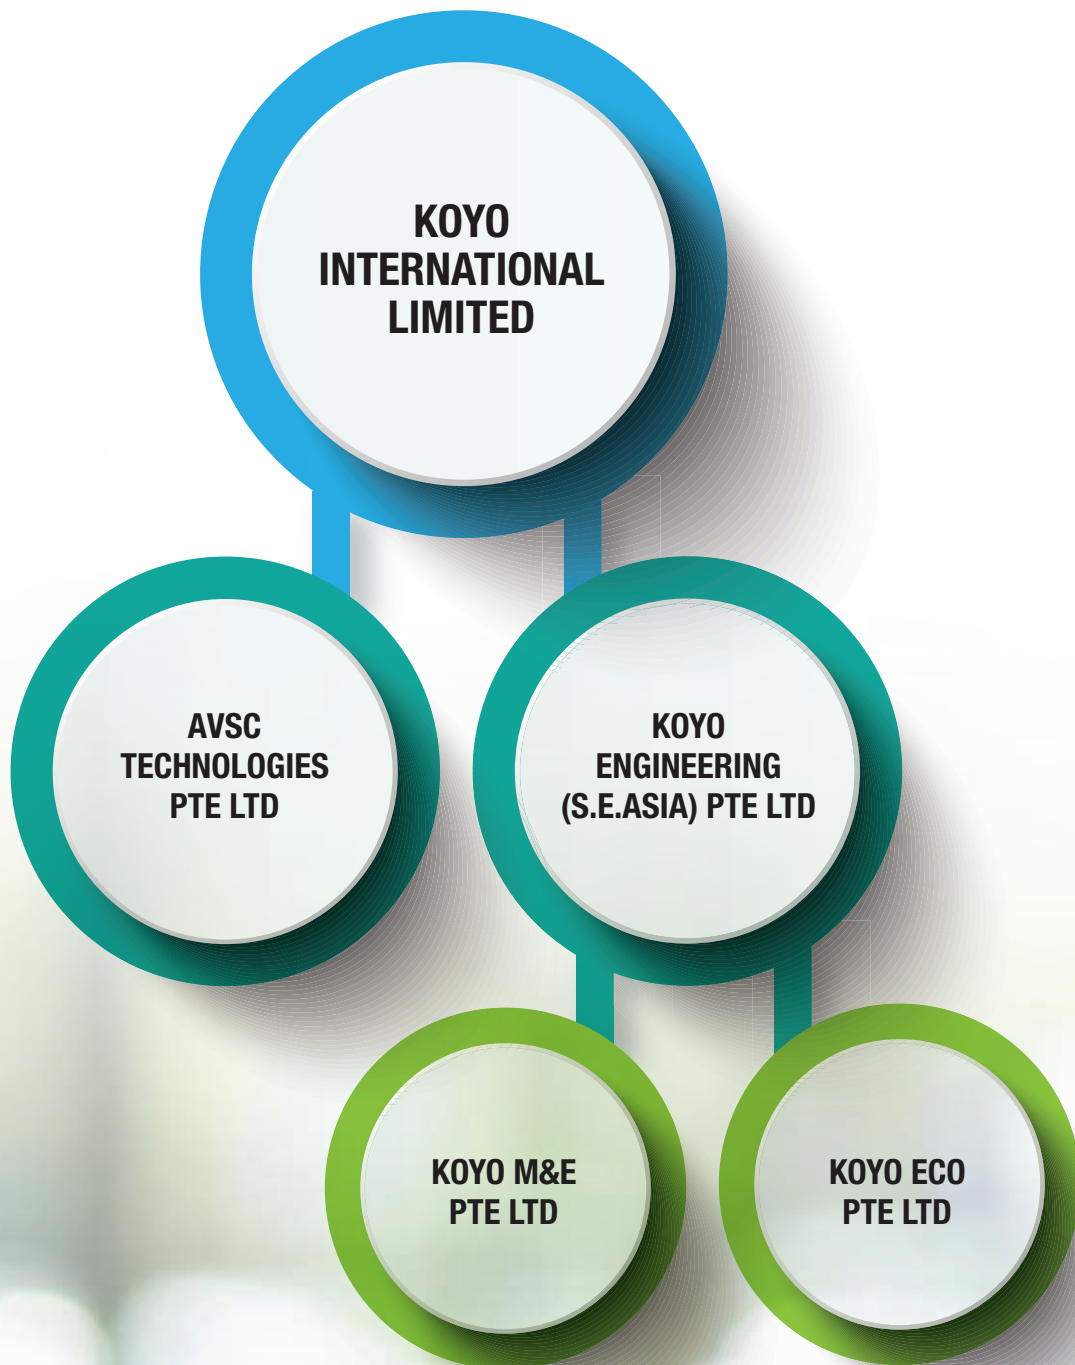 KOYO
INTERNATIONAL
LIMITED
AVSC
TECHNOLOGIES
PTE LTD
KOYO
ENGINEERING
(S.E.ASIA) PTE LTD
KOYO M&E
PTE LTD
KOYO ECO
PTE LTD